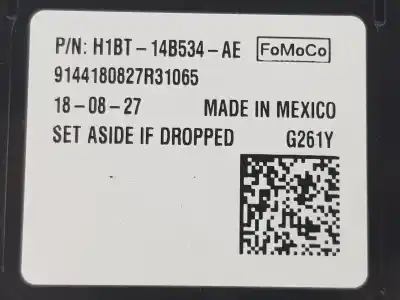 P/N: H1BT-14B534-AE FoMoCo
9144180827R31065
18-08-27 MADE IN MEXICO
SET ASIDE IF DROPPED G261Y